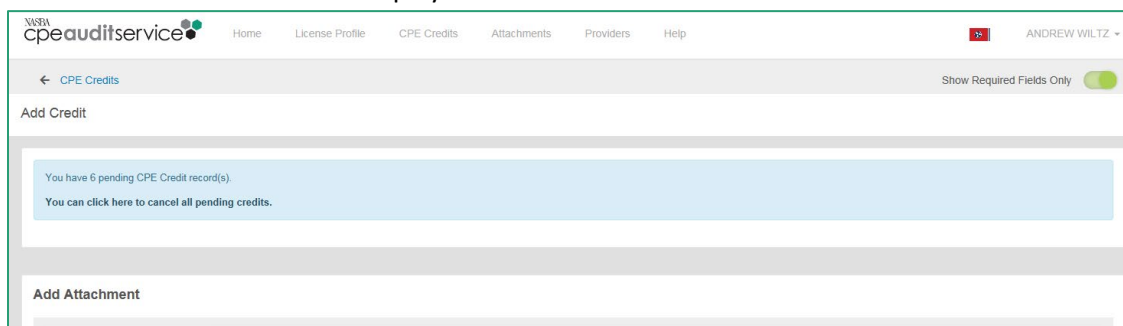 NASBA
cpeauditservice
Home License Profile CPE Credits Attachments Providers Help ANDREW WILTZ
← CPE Credits Show Required Fields Only
Add Credit
You have 6 pending CPE Credit record(s).
You can click here to cancel all pending credits.
Add Attachment